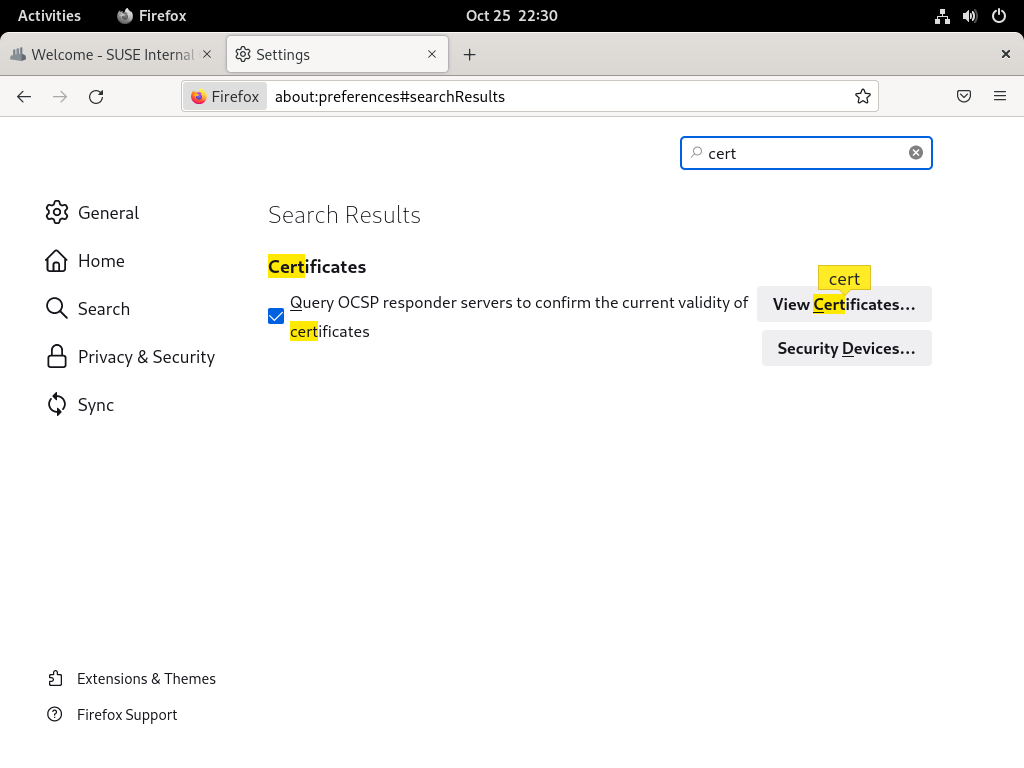 Activities Firefox Oct 25 22:30
Welcome - SUSE Internal
Settings
Firefox about:preferences#searchResults
cert
General
Home
Search
Privacy & Security
Sync
Extensions & Themes
Firefox Support
Search Results
Certificates
Query OCSP responder servers to confirm the current validity of
certificates
cert
View Certificates...
Security Devices...